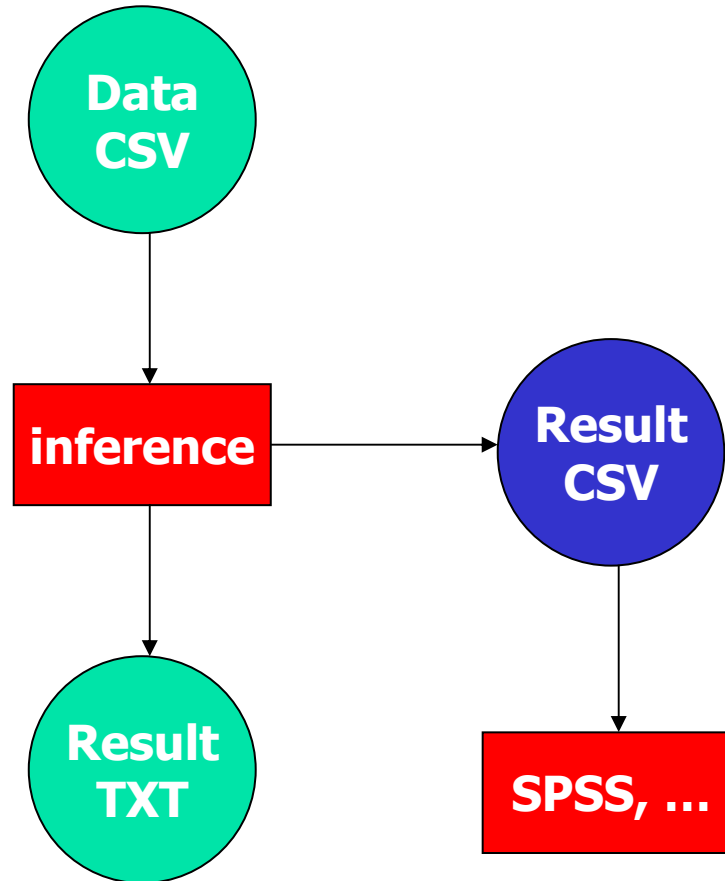 Data
CSV
inference
Result
CSV
Result
TXT
SPSS, ...